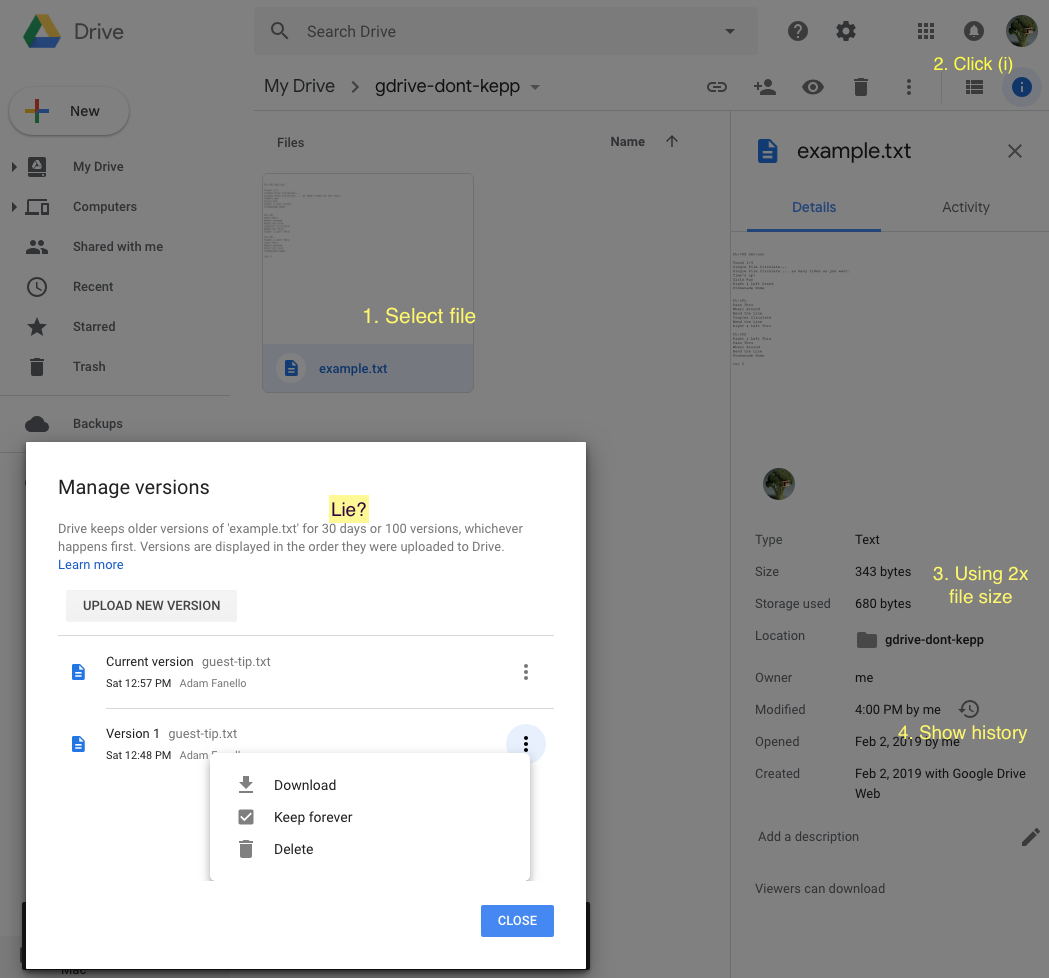 Drive
Search Drive
2. Click (i)
My Drive
gdrive-dont-kepp
New
My Drive
Computers
Shared with me
Recent
Starred
Trash
Backups
Files
Name
1. Select file
example.txt
example.txt
Details
Activity
Type
Text
Size
343 bytes
3. Using 2x
file size
Storage used
680 bytes
Location
gdrive-dont-kepp
Owner
me
Modified
4:00 PM by me
4. Show history
Opened
Feb 2, 2019 by me
Created
Feb 2, 2019 with Google Drive
Web
Add a description
Viewers can download
Manage versions
Lie?
Drive keeps older versions of 'example.txt' for 30 days or 100 versions, whichever
happens first. Versions are displayed in the order they were uploaded to Drive.
Learn more
UPLOAD NEW VERSION
Current version guest-tip.txt
Sat 12:57 PM Adam Fanello
Version 1 guest-tip.txt
Sat 12:48 PM Adam
Download
Keep forever
Delete
CLOSE
Mac